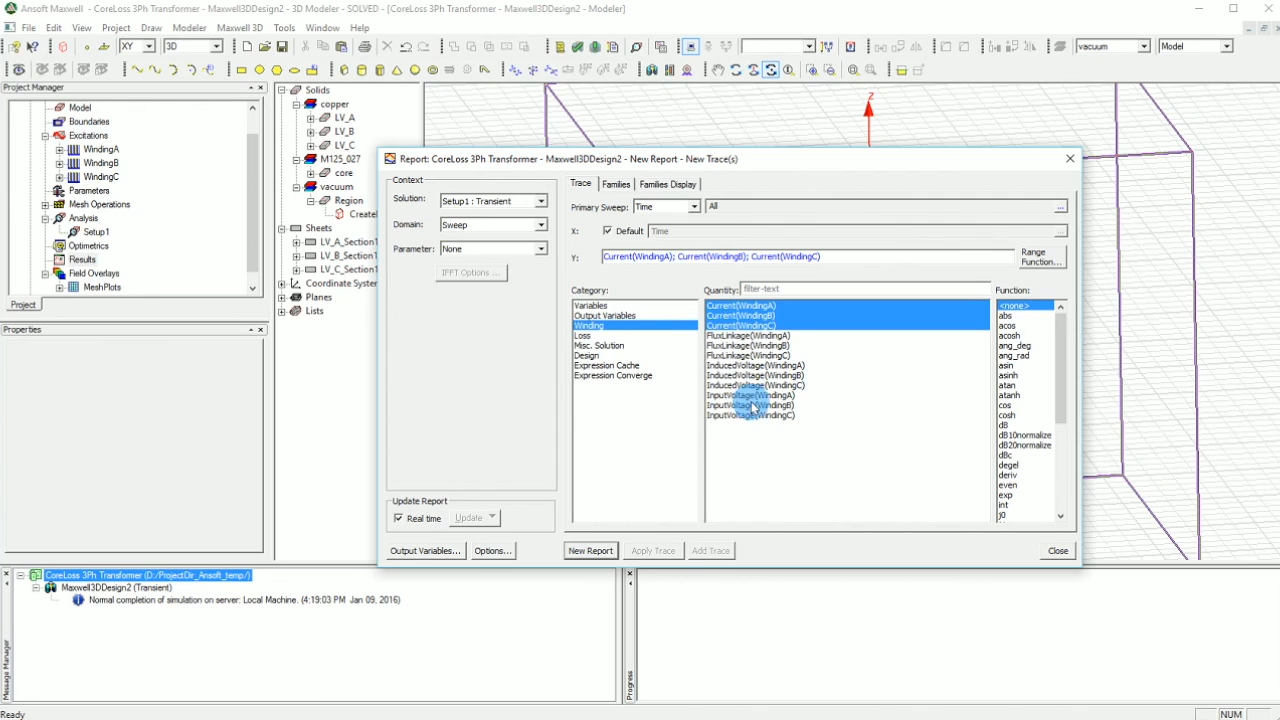 Ansoft Maxwell - CoreLoss 3Ph Transformer - Maxwell3DDesign2 - 3D Modeler - SOLVED - [CoreLoss 3Ph Transformer - Maxwell3DDesign2 - Modeler]
File Edit View Project Draw Modeler Maxwell 3D Tools Window Help
XY 3D vacuum Model
Project Manager
Model
Boundaries
Excitations
WindingA
WindingB
WindingC
Parameters
Mesh Operations
Analysis
Setup1
Optimetrics
Results
Field Overlays
MeshPlots
Project
Properties
Solids
copper
LV_A
LV_B
LV_C
M125_027
core
vacuum
Region
Createl
Sheets
LV_A_Section1
LV_B_Section1
LV_C_Section1
Coordinate System
Planes
Lists
Z
Report: CoreLoss 3Ph Transformer - Maxwell3DDesign2 - New Report - New Trace(s)
Context
Solution: Setup1 : Transient
Domain: Sweep
Parameter: None
TDR Options ...
Update Report
Real time Update
Output Variables... Options...
Trace Families Families Display
Primary Sweep: Time All ...
X: Default Time ...
Y: Current(WindingA); Current(WindingB); Current(WindingC) Range Function...
Category:
Variables
Output Variables
Winding
Loss
Misc. Solution
Design
Expression Cache
Expression Converge
Quantity: filter-text
Current(WindingA)
Current(WindingB)
Current(WindingC)
FluxLinkage(WindingA)
FluxLinkage(WindingB)
FluxLinkage(WindingC)
InducedVoltage(WindingA)
InducedVoltage(WindingB)
InducedVoltage(WindingC)
InputVoltage(WindingA)
InputVoltage(WindingB)
InputVoltage(WindingC)
Function:
<none>
abs
acos
acosh
ang_deg
ang_rad
asin
asinh
atan
atanh
cos
cosh
dB
dB10normalize
dB20normalize
dBc
degel
deriv
even
exp
int
New Report Trace Add Trace Close
CoreLoss 3Ph Transformer (D:/ProjectDir_Ansoft_temp/)
Maxwell3DDesign2 (Transient)
Normal completion of simulation on server: Local Machine. (4:19:03 PM Jan 09, 2016)
Message Manager
Progress
Ready NUM